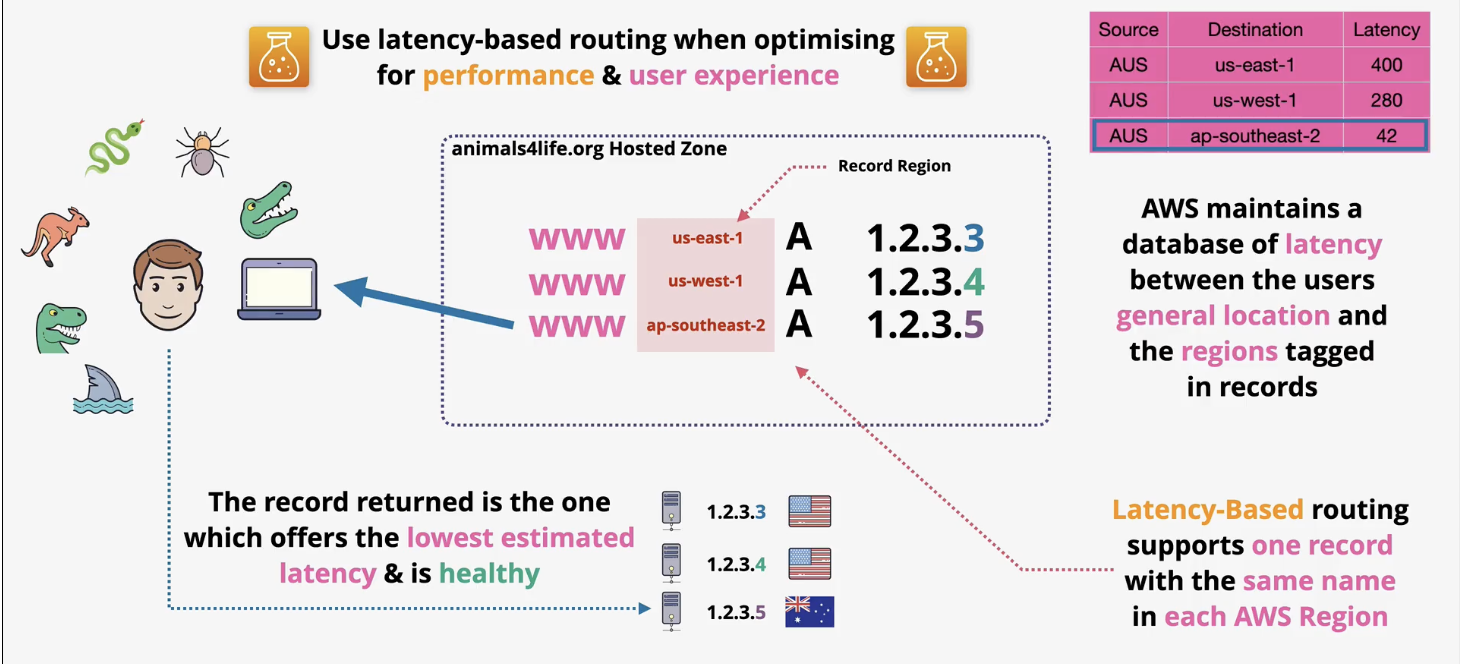 Use latency-based routing when optimising
for performance & user experience
Source Destination Latency
AUS us-east-1 400
AUS us-west-1 280
AUS ap-southeast-2 42
animals4life.org Hosted Zone
Record Region
www us-east-1 A 1.2.3.3
www us-west-1 A 1.2.3.4
www ap-southeast-2 A 1.2.3.5
AWS maintains a
database of latency
between the users
general location and
the regions tagged
in records
The record returned is the one
which offers the lowest estimated
latency & is healthy
1.2.3.3
1.2.3.4
1.2.3.5
Latency-Based routing
supports one record
with the same name
in each AWS Region